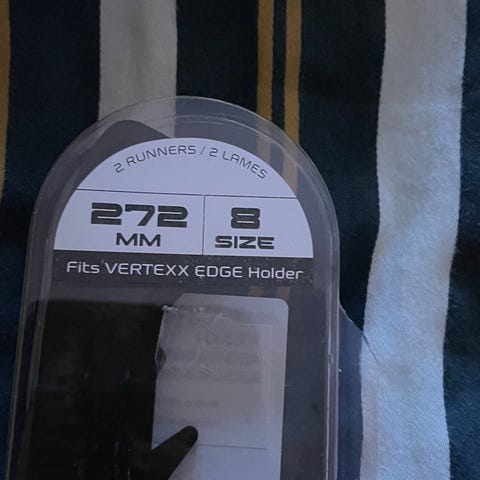 2 RUNNERS / 2 LAMES
272 8
MM SIZE
Fits VERTEXX EDGE Holder